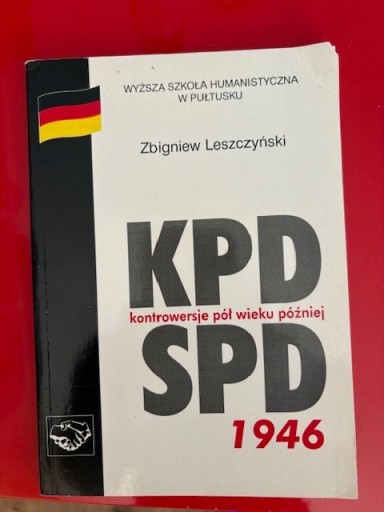 WYŻSZA SZKOŁA HUMANISTYCZNA
W PUŁTUSKU
Zbigniew Leszczyński
KPD
kontrowersje pół wieku później
SPD
1946